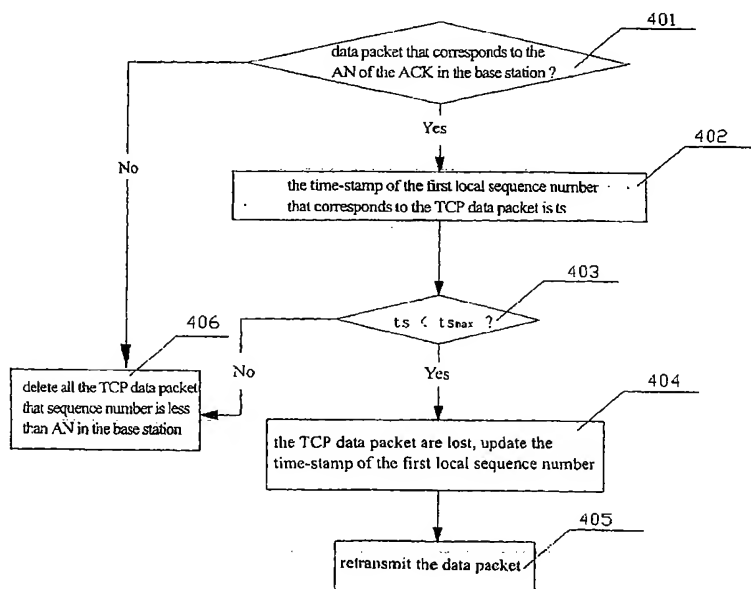 401
data packet that corresponds to the
AN of the ACK in the base station ?
Yes
No
402
the time-stamp of the first local sequence number
that corresponds to the TCP data packet is ts
403
ts < tsmax ?
406
No
Yes
delete all the TCP data packet
that sequence number is less
than AN in the base station
404
the TCP data packet are lost, update the
time-stamp of the first local sequence number
405
retransmit the data packet